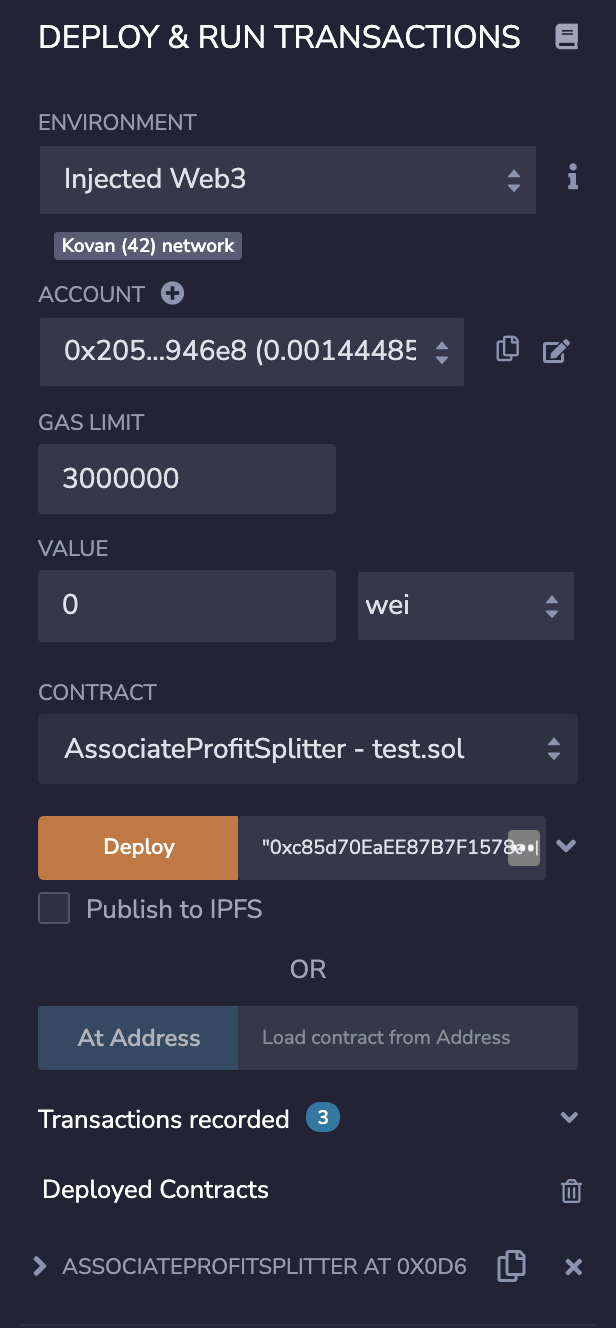 DEPLOY & RUN TRANSACTIONS
ENVIRONMENT
Injected Web3
Kovan (42) network
ACCOUNT
0x205...946e8 (0.00144485
GAS LIMIT
3000000
VALUE
0 wei
CONTRACT
AssociateProfitSplitter - test.sol
Deploy "0xc85d70EaEE87B7F1578
Publish to IPFS
OR
At Address Load contract from Address
Transactions recorded 3
Deployed Contracts
ASSOCIATEPROFITSPLITTER AT 0X0D6